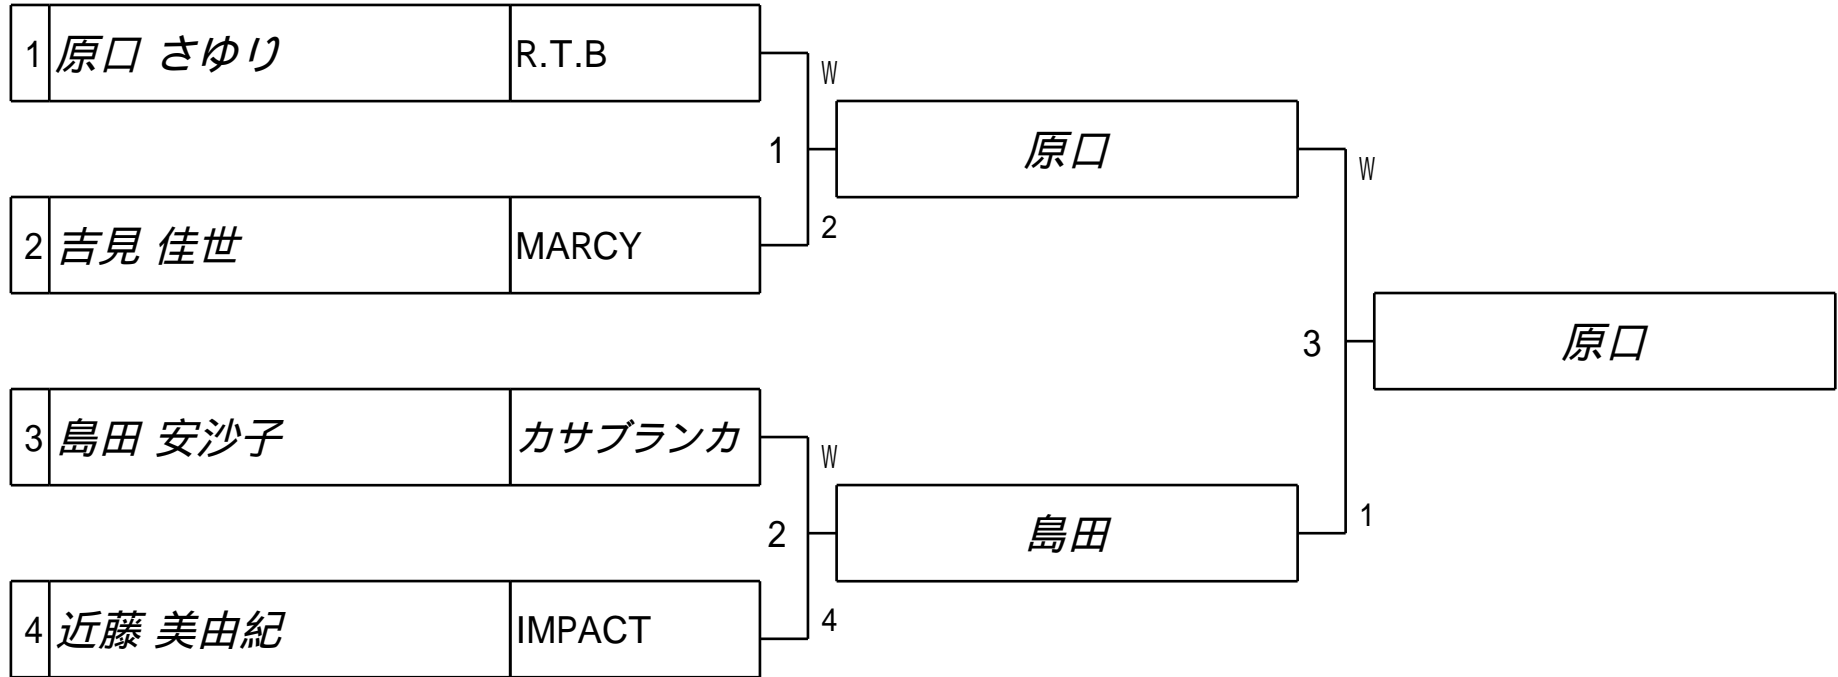 1 原口 さゆり R.T.B
W
1 原口
W
2
2 吉見 佳世 MARCY
3 原口
3 島田 安沙子 カサブランカ
W
2 島田
1
4
4 近藤 美由紀 IMPACT